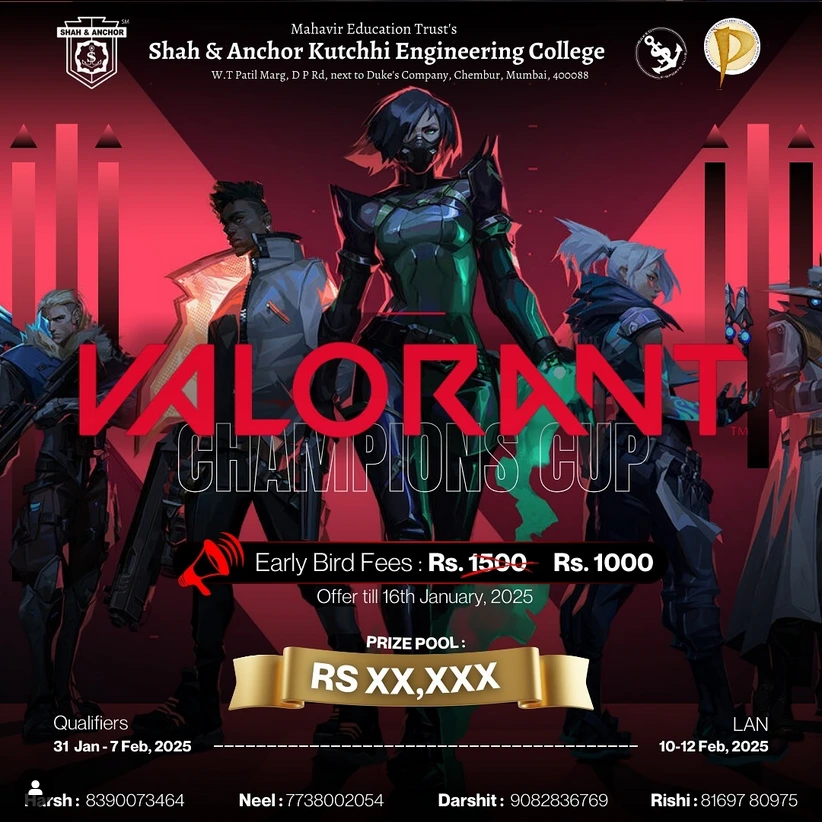 SHAH & ANCHOR
SM
Mahavir Education Trust's
Shah & Anchor Kutchhi Engineering College
W.T Patil Marg, D P Rd, next to Duke's Company, Chembur, Mumbai, 400088
VALORANT
TM
CHAMPIONS CUP
Early Bird Fees : Rs. 1500 Rs. 1000
Offer till 16th January, 2025
PRIZE POOL :
RS XX,XXX
Qualifiers
31 Jan - 7 Feb, 2025
LAN
10-12 Feb, 2025
Harsh : 8390073464 Neel : 7738002054 Darshit : 9082836769 Rishi : 81697 80975